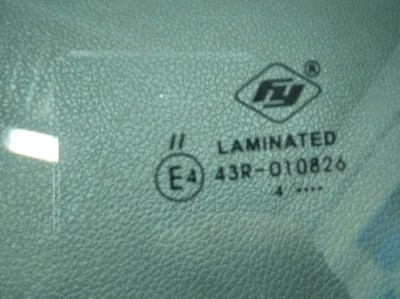 FY ®
II LAMINATED
E4 43R-010826
4 ....